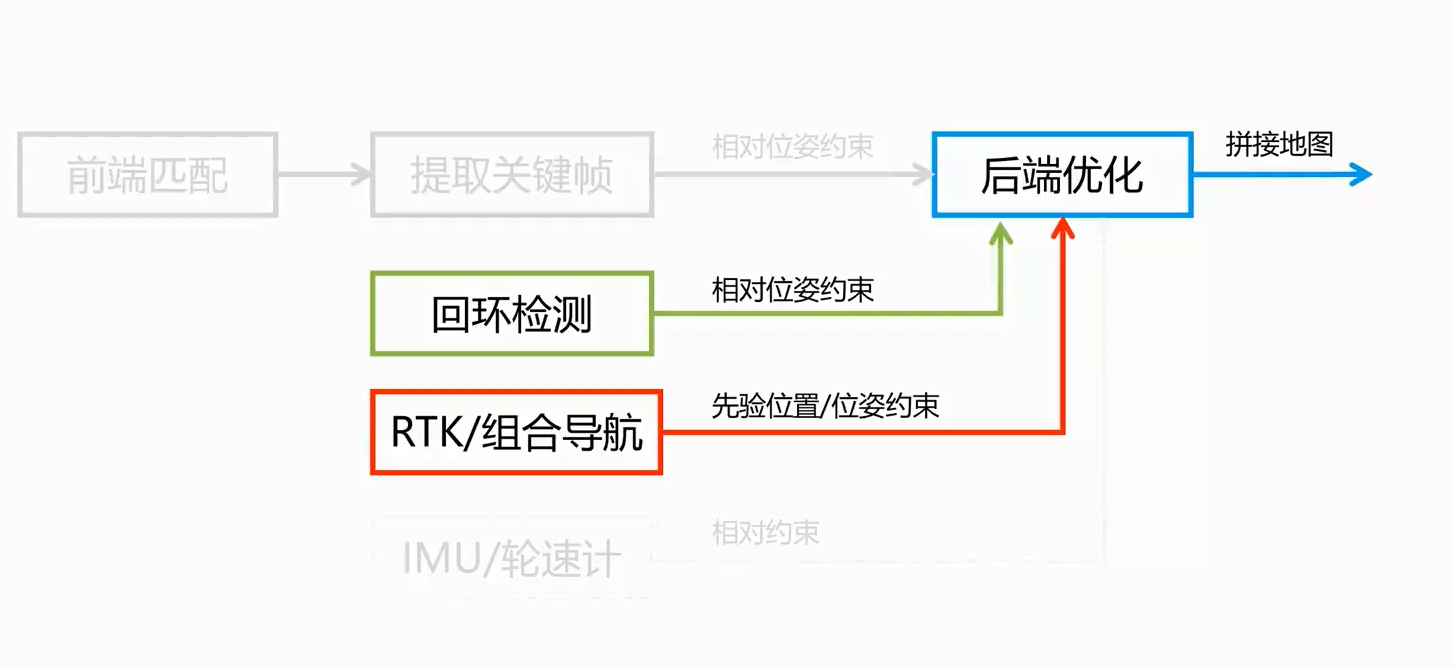 前端匹配
提取关键帧
相对位姿约束
后端优化
拼接地图
回环检测
相对位姿约束
RTK/组合导航
先验位置/位姿约束
IMU/轮速计
相对约束